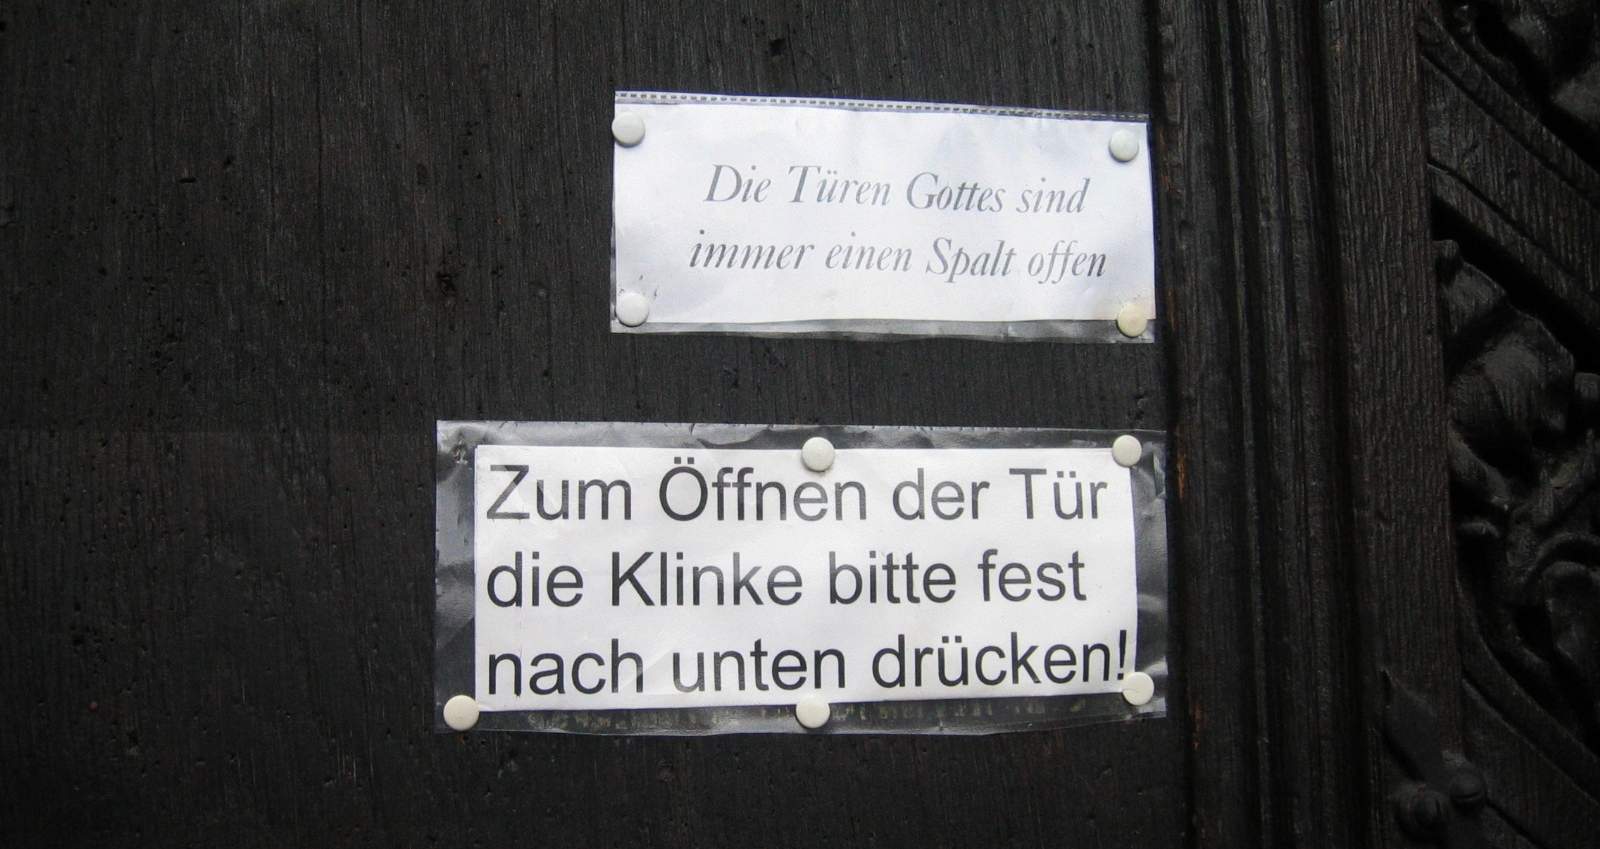 Die Türen Gottes sind
immer einen Spalt offen
Zum Öffnen der Tür
die Klinke bitte fest
nach unten drücken!